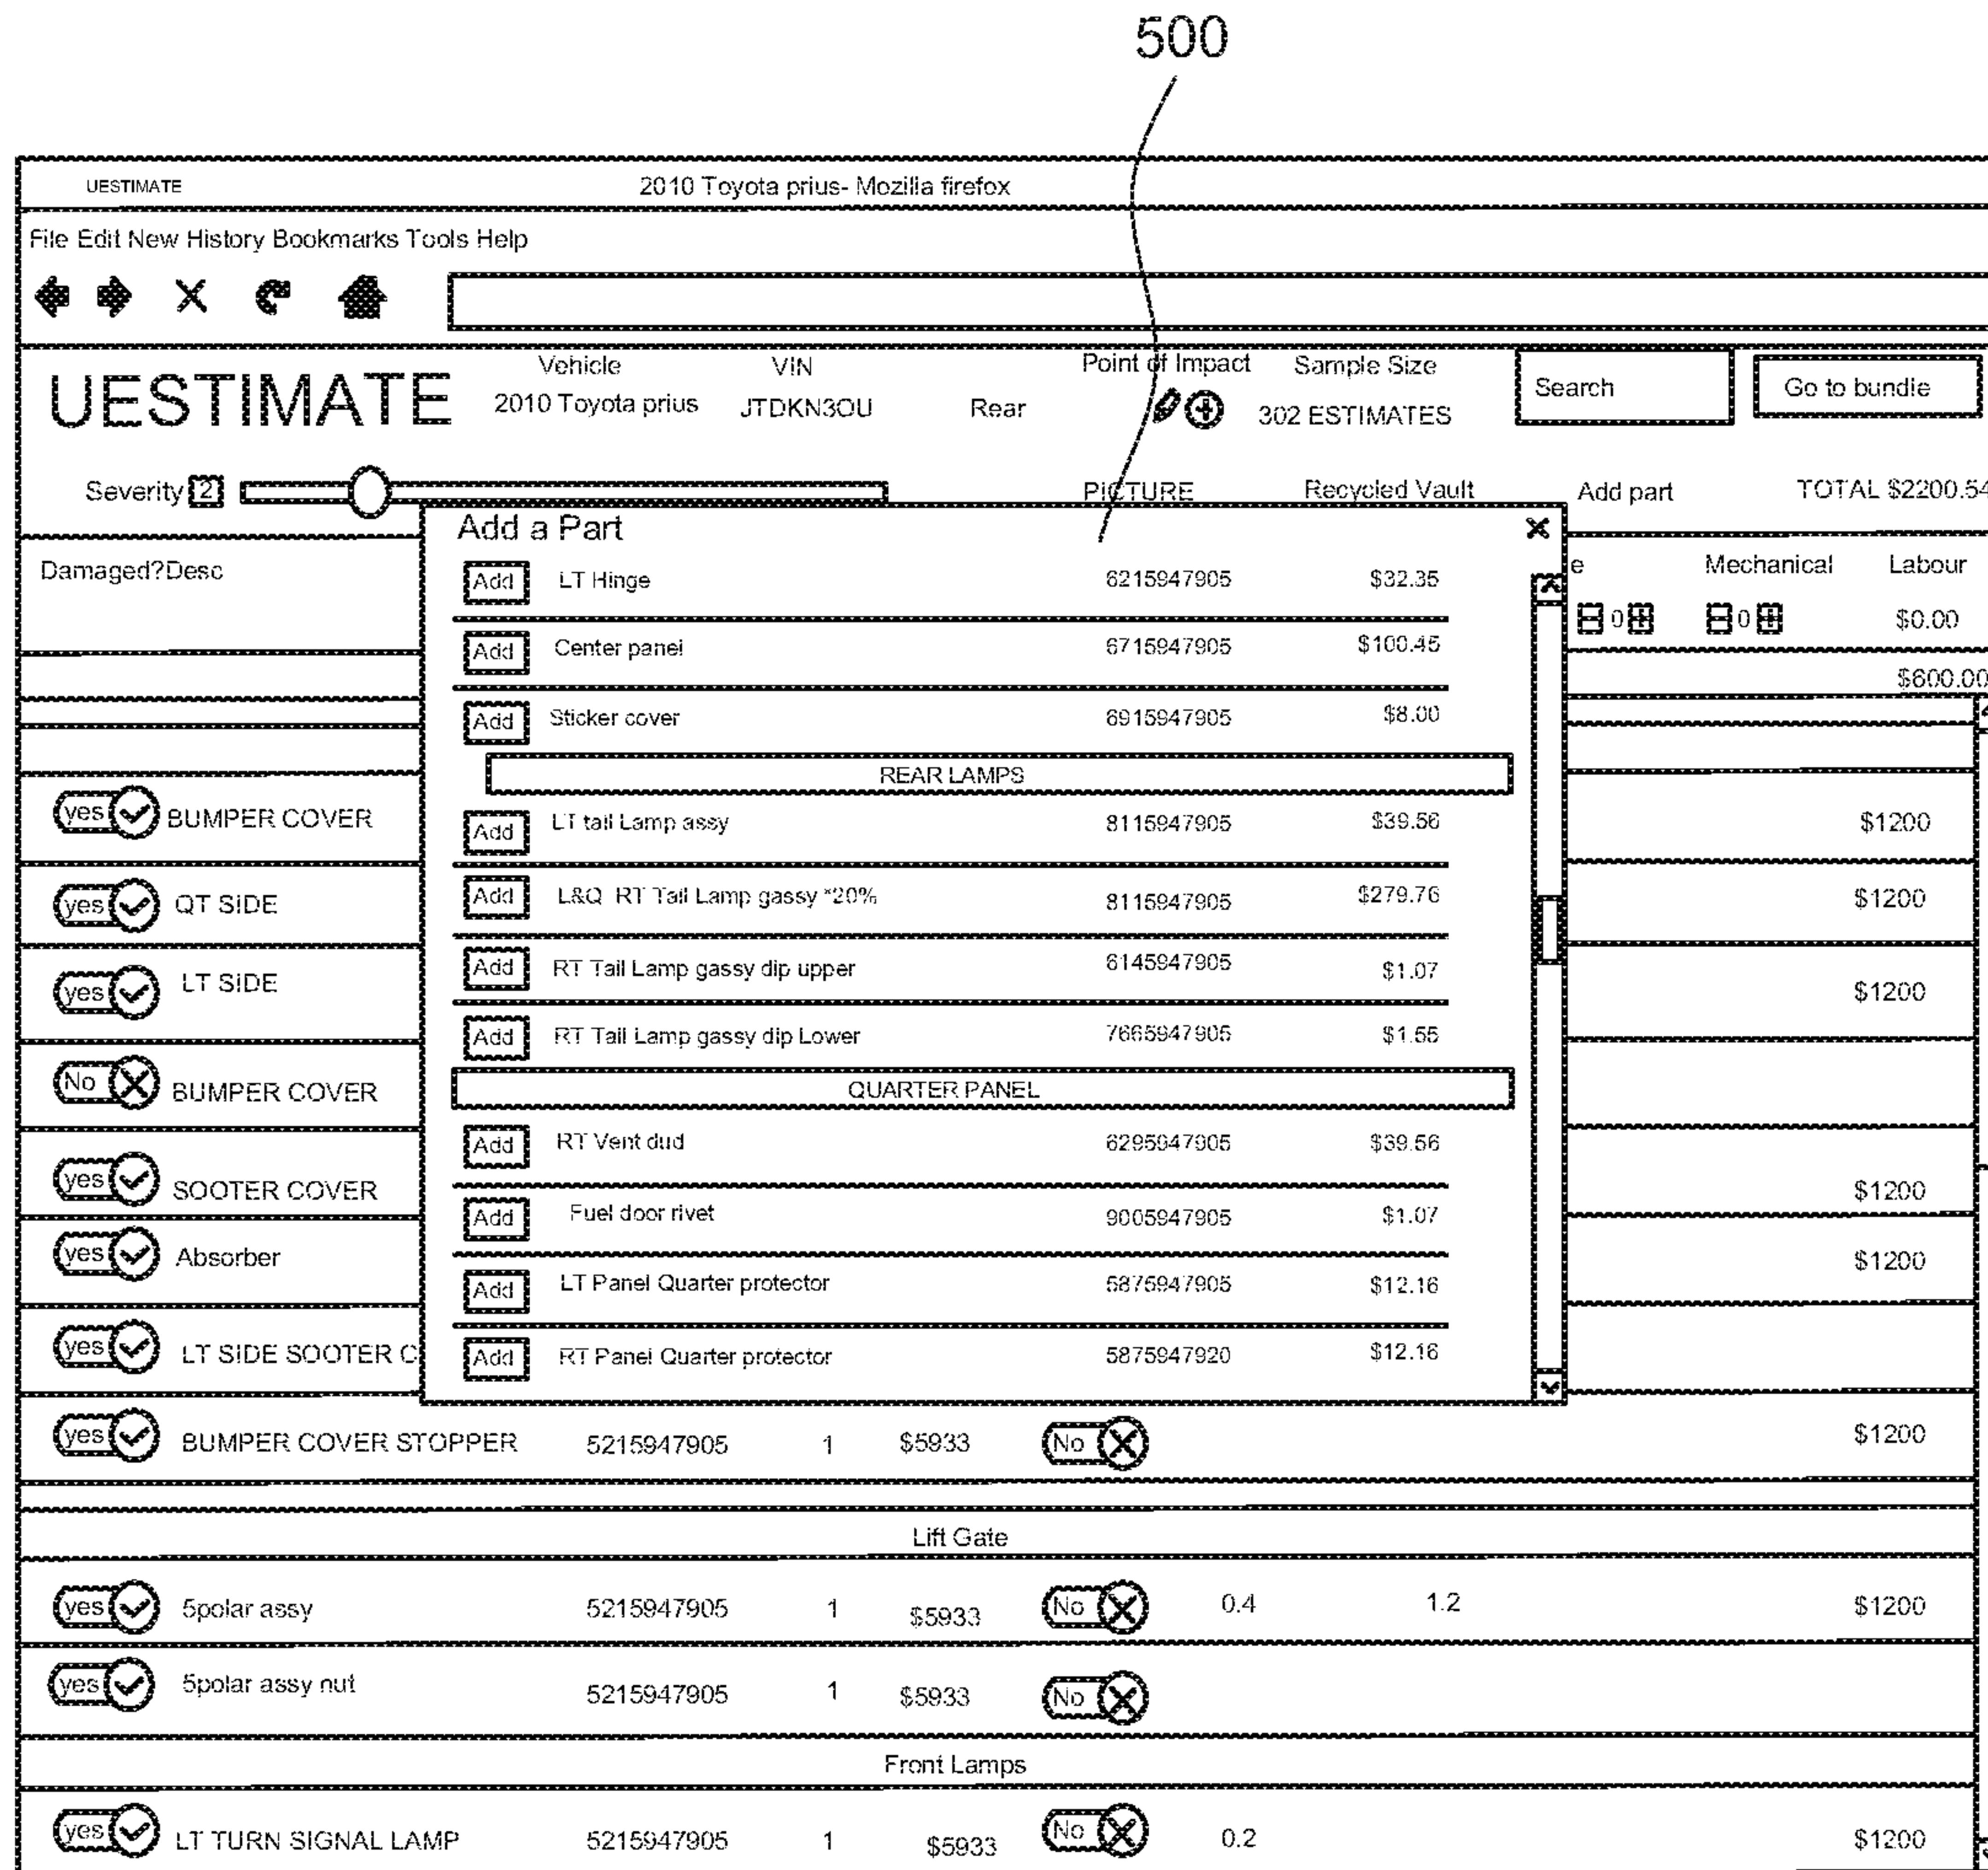 500
UESTIMATE 2010 Toyota prius- Mozilla firefox
File Edit New History Bookmarks Tools Help
Vehicle VIN Point of Impact Sample Size
UESTIMATE 2010 Toyota prius JTDKN3OU Rear 302 ESTIMATES Search Go to bundle
Severity 2 PICTURE Recycled Vault Add part TOTAL $2200.54
Add a Part
Damaged?Desc e Mechanical Labour
Add LT Hinge 6215947905 $32.35
0 0 $0.00
Add Center panel 6715947905 $100.45
$600.00
Add Sticker cover 6915947905 $8.00
REAR LAMPS
yes BUMPER COVER $1200
Add LT tail Lamp assy 8115947905 $39.56
yes QT SIDE $1200
Add L&Q RT Tail Lamp gassy *20% 8115947905 $279.76
Add RT Tail Lamp gassy dip upper 6145947905 $1.07
yes LT SIDE $1200
Add RT Tail Lamp gassy dip Lower 7665947905 $1.55
No BUMPER COVER
QUARTER PANEL
Add RT Vent dud 6295947905 $39.56
yes SOOTER COVER $1200
Add Fuel door rivet 9005947905 $1.07
yes Absorber $1200
Add LT Panel Quarter protector 5875947905 $12.16
yes LT SIDE SOOTER C
Add RT Panel Quarter protector 5875947920 $12.16
yes BUMPER COVER STOPPER 5215947905 1 $5933 No $1200
Lift Gate
yes 5polar assy 5215947905 1 $5933 No 0.4 1.2 $1200
yes 5polar assy nut 5215947905 1 $5933 No
Front Lamps
yes LT TURN SIGNAL LAMP 5215947905 1 $5933 No 0.2 $1200